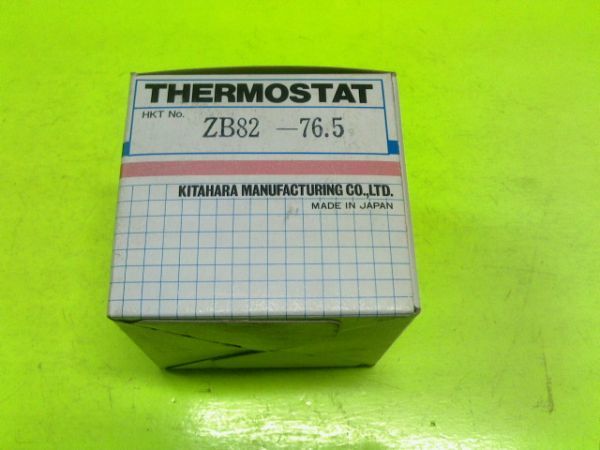 THERMOSTAT
HKT No. ZB82 —76.5
KITAHARA MANUFACTURING CO.,LTD.
MADE IN JAPAN